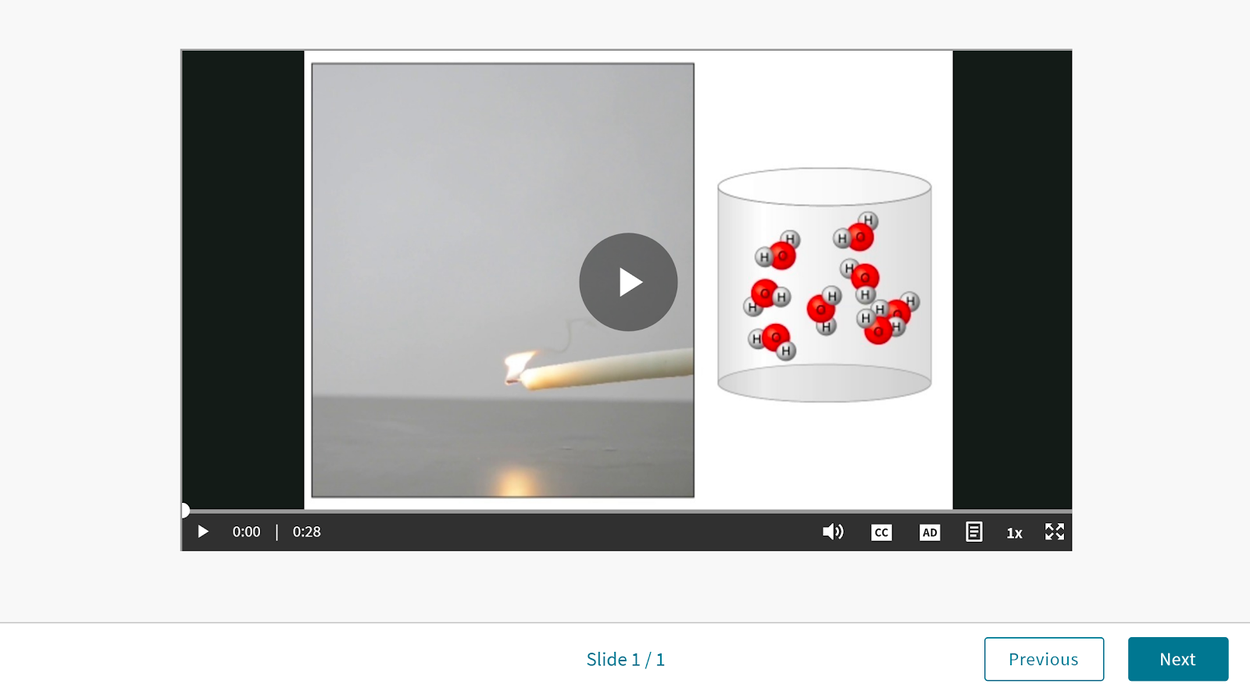 H
H O
H
H O
H
O
H
O H
H
H
O
H
H
H
O
H
O
H
H O
H
0:00 | 0:28
CC
AD
1x
Slide 1 / 1
Previous
Next